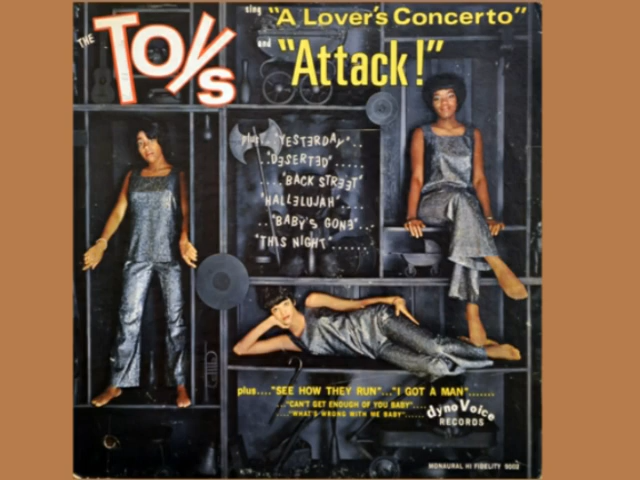 THE TOYS
sing "A Lover's Concerto"
and "Attack!"
plus..."YESTERDAY"..
.."DESERTED".....
...."BACK STREET"
"HALLELUJAH"....
.."BABY'S GONE"...
"THIS NIGHT"......
plus...."SEE HOW THEY RUN"..."I GOT A MAN".......
..."CAN'T GET ENOUGH OF YOU BABY"....
...."WHAT'S WRONG WITH ME BABY".....
dynoVoice
RECORDS
MONAURAL HI FIDELITY 9002